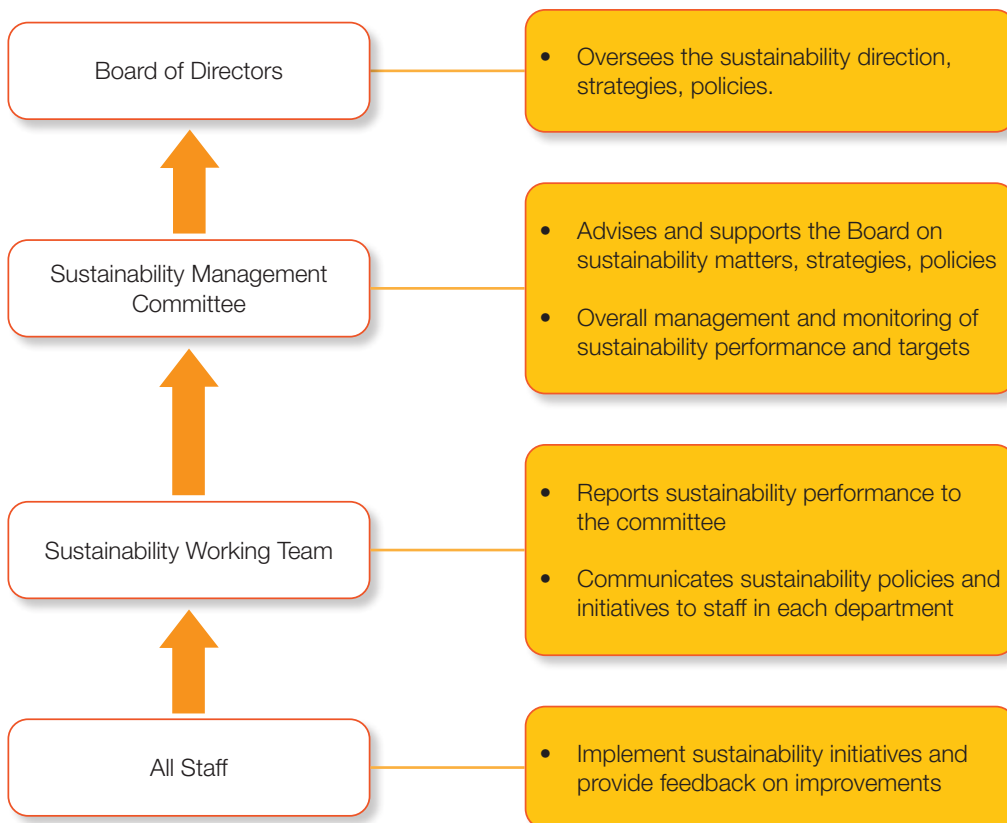 Board of Directors
• Oversees the sustainability direction,
strategies, policies.
Sustainability Management
Committee
• Advises and supports the Board on
sustainability matters, strategies, policies
• Overall management and monitoring of
sustainability performance and targets
Sustainability Working Team
• Reports sustainability performance to
the committee
• Communicates sustainability policies and
initiatives to staff in each department
All Staff
• Implement sustainability initiatives and
provide feedback on improvements